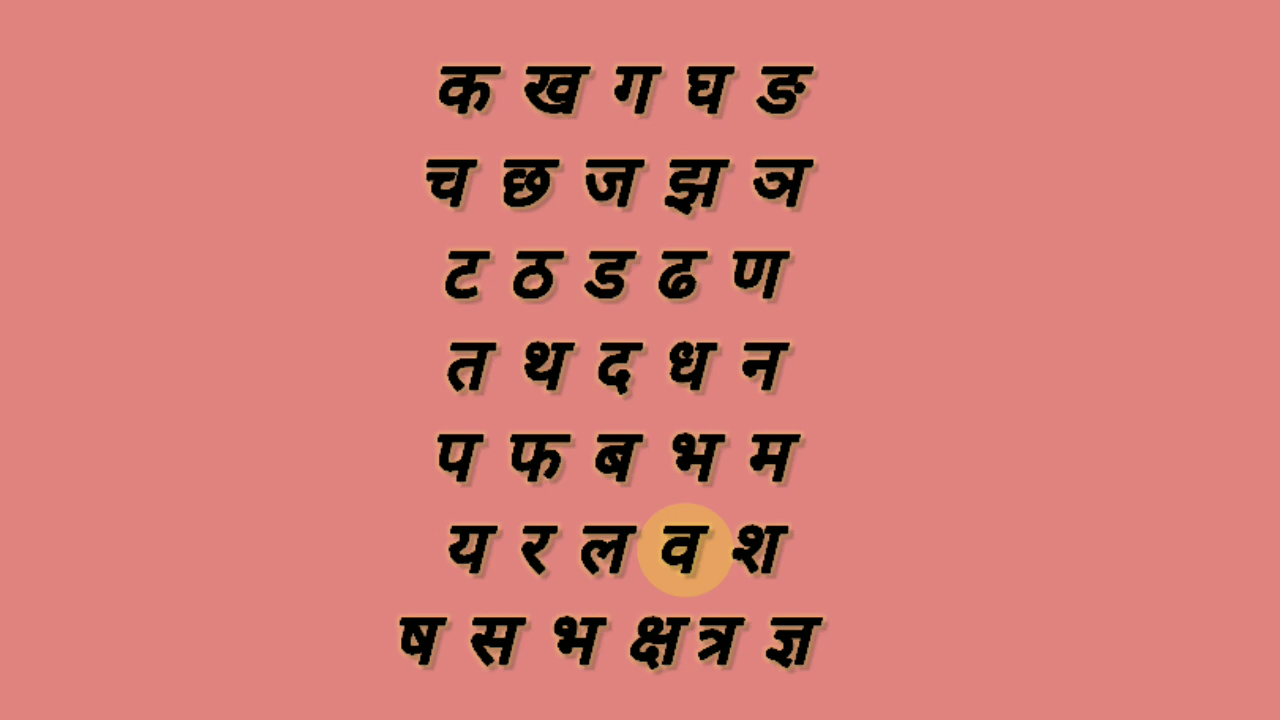 क ख ग घ ङ
च छ ज झ ञ
ट ठ ड ढ ण
त थ द ध न
प फ ब भ म
य र ल व श
ष स भ क्ष त्र ज्ञ